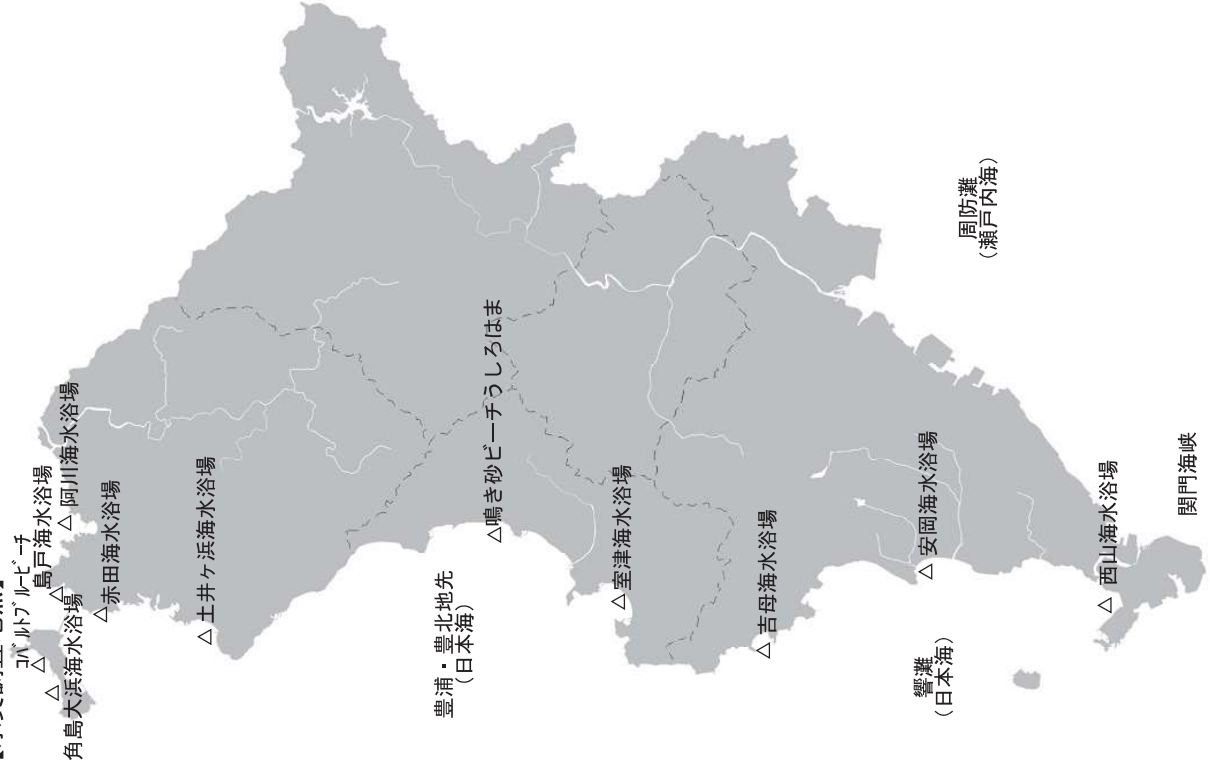 ｺﾊﾞﾙﾄﾌﾞﾙｰﾋﾞｰﾁ
△
△島戸海水浴場
△
角島大浜海水浴場
△阿川海水浴場
△赤田海水浴場
△土井ヶ浜海水浴場
△鳴き砂ビーチうしろはま
豊浦・豊北地先
（日本海）
△室津海水浴場
△吉母海水浴場
△安岡海水浴場
響灘
（日本海）
周防灘
（瀬戸内海）
△西山海水浴場
関門海峡